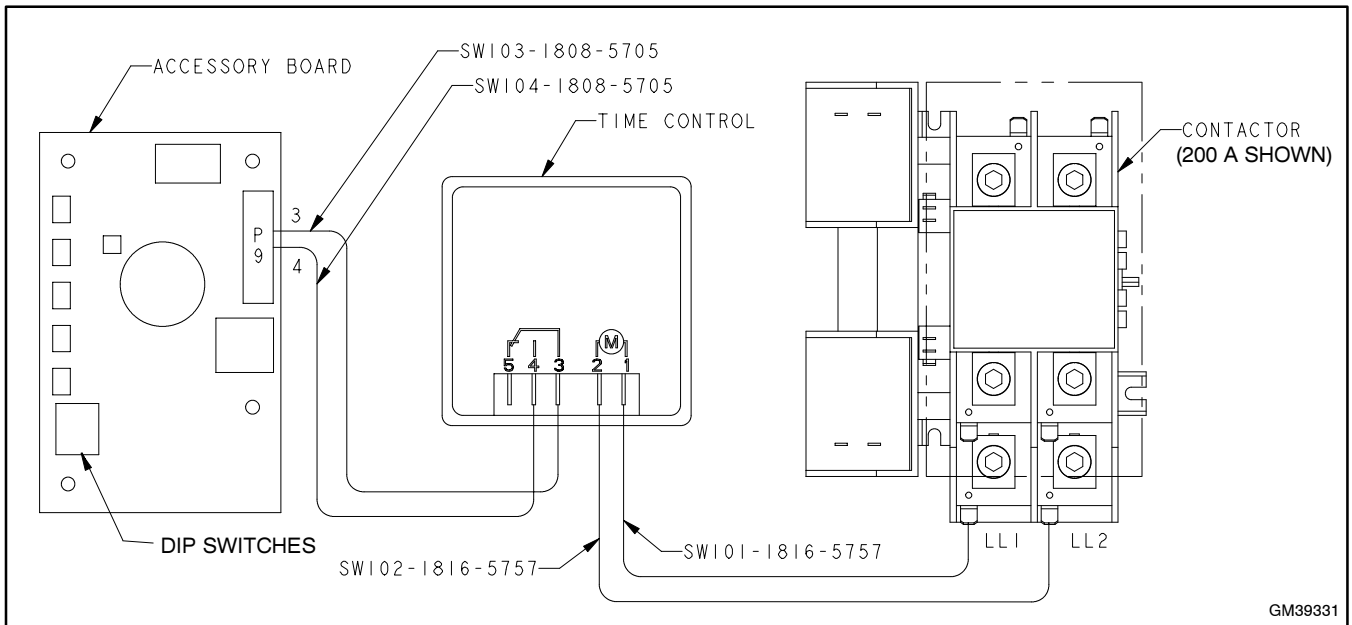 SW103-1808-5705
ACCESSORY BOARD
SW104-1808-5705
TIME CONTROL
CONTACTOR
(200 A SHOWN)
3
P
9
4
M
5 4 3 2 1
DIP SWITCHES
SW101-1816-5757
LL1 LL2
SW102-1816-5757
GM39331